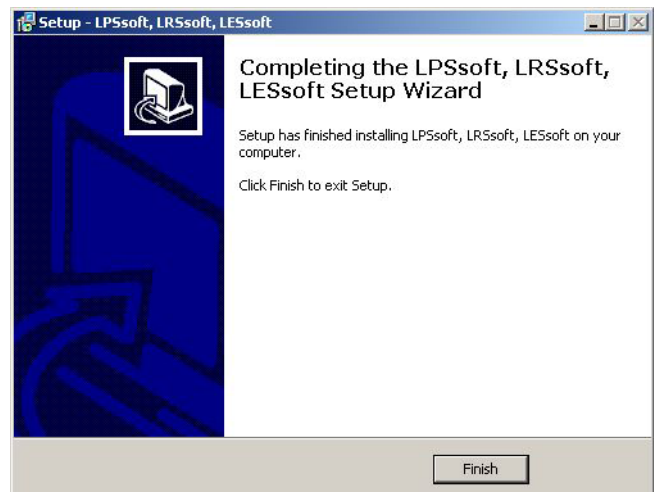 Setup - LPSsoft, LRSsoft, LESsoft
Completing the LPSsoft, LRSsoft,
LESsoft Setup Wizard
Setup has finished installing LPSsoft, LRSsoft, LESsoft on your
computer.
Click Finish to exit Setup.
Finish